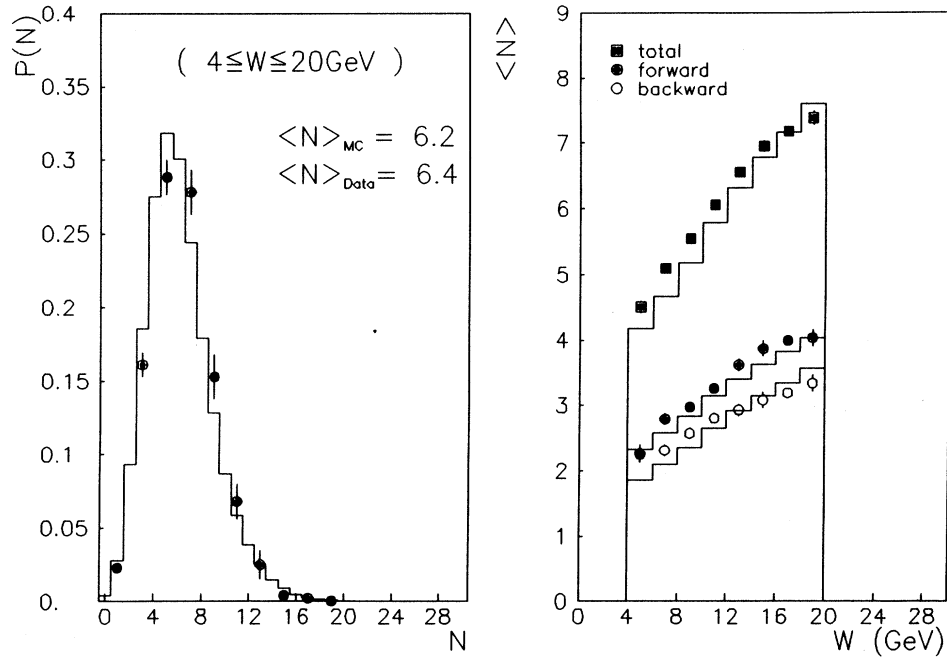 P(N)
0.4
0.35
0.3
0.25
0.2
0.15
0.1
0.05
0.
0 4 8 12 16 20 24 28
N
( 4≦W≦20GeV )
<N>MC = 6.2
<N>Data = 6.4
<N>
9
8
7
6
5
4
3
2
1
0
0 4 8 12 16 20 24 28
W (GeV)
total
forward
backward